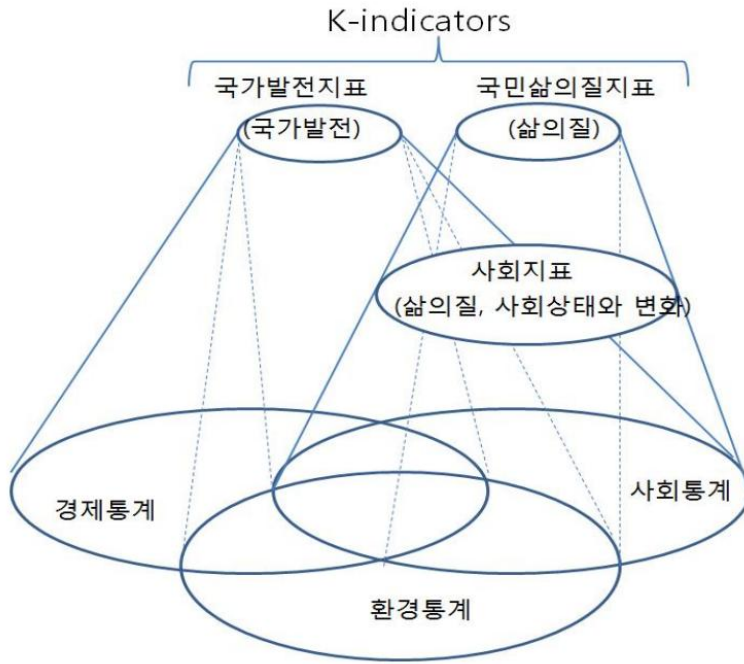 K-indicators
국가발전지표
국민삶의질지표
(국가발전)
(삶의질)
사회지표
(삶의질, 사회상태와 변화)
경제통계
사회통계
환경통계